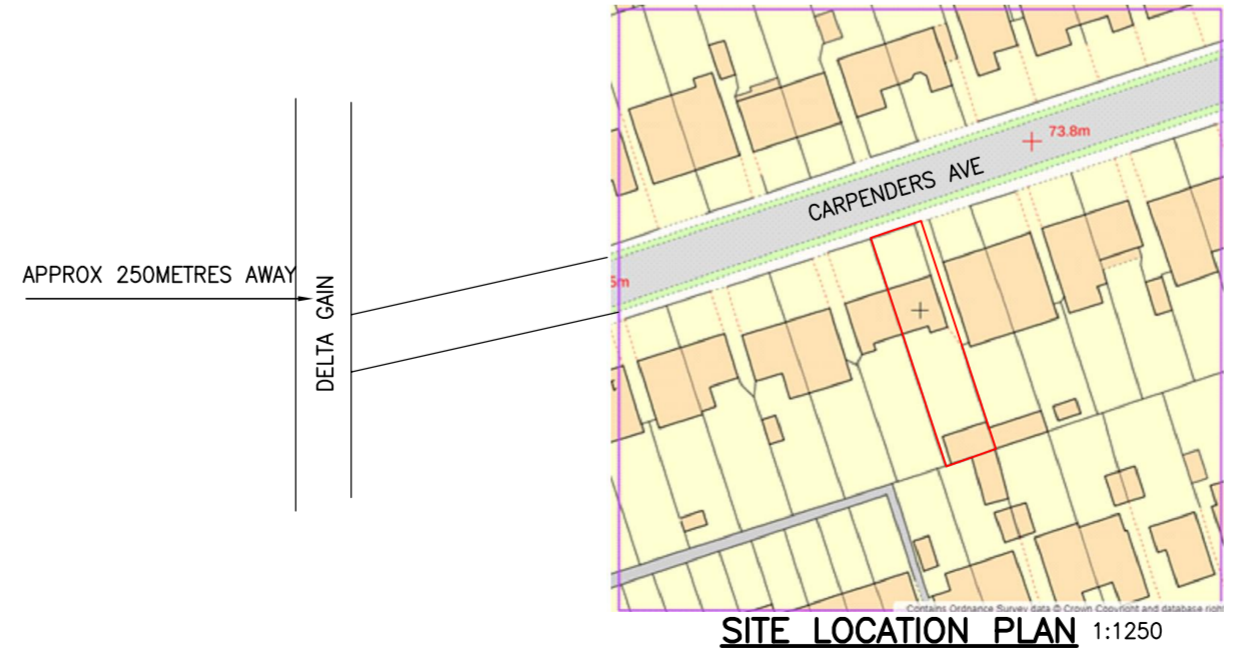 73.8m
CARPENDERS AVE
APPROX 250METRES AWAY
DELTA GAIN
5m
Contains Ordnance Survey data © Crown Copyright and database right
SITE LOCATION PLAN 1:1250